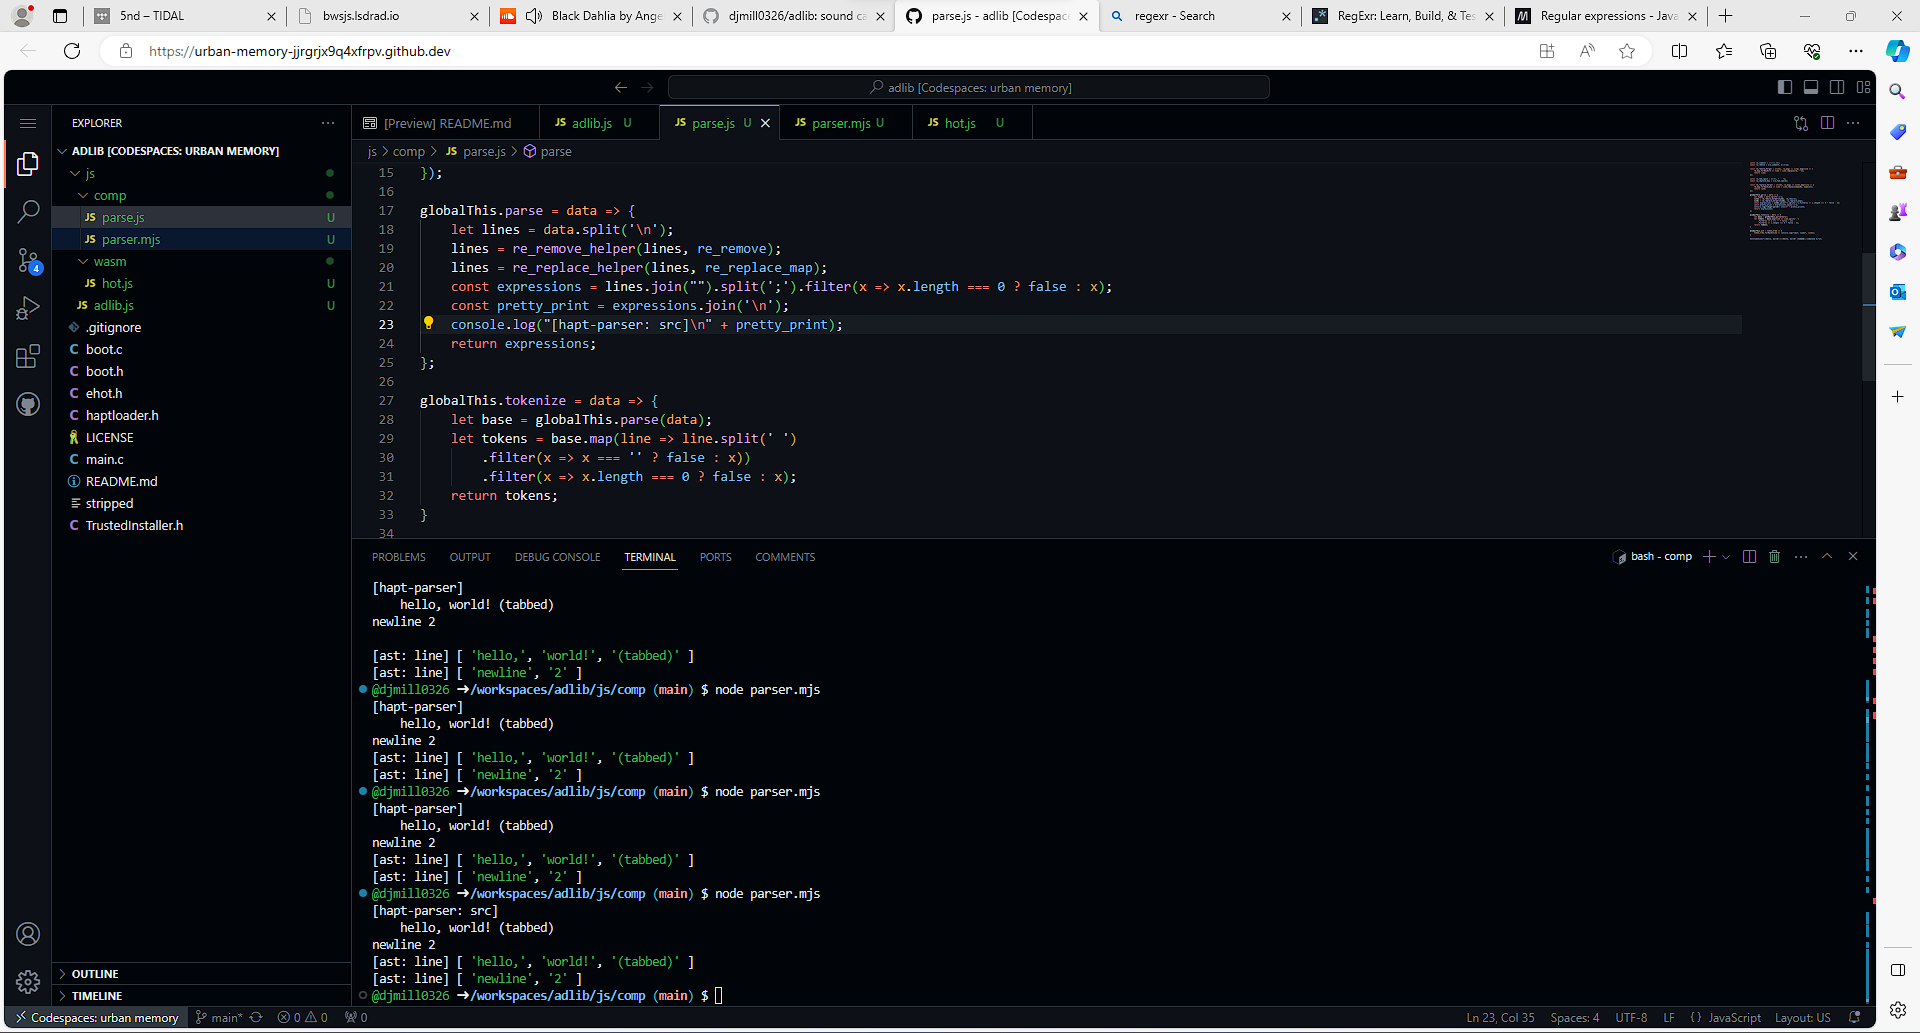 5nd – TIDAL
bwsjs.lsdrad.io
Black Dahlia by Ange
djmill0326/adlib: sound ca
parse.js - adlib [Codespace
regexr - Search
RegExr: Learn, Build, & Tes
Regular expressions - Java
https://urban-memory-jjrgrjx9q4xfrpv.github.dev
adlib [Codespaces: urban memory]
EXPLORER
ADLIB [CODESPACES: URBAN MEMORY]
js
comp
JS parse.js U
JS parser.mjs U
wasm
JS hot.js U
JS adlib.js U
.gitignore
C boot.c
C boot.h
C ehot.h
C haptloader.h
LICENSE
C main.c
README.md
stripped
C TrustedInstaller.h
OUTLINE
TIMELINE
4
[Preview] README.md
JS adlib.js U
JS parse.js U
JS parser.mjs U
JS hot.js U
js > comp > JS parse.js > parse
15 });
16
17 globalThis.parse = data => {
18 let lines = data.split('\n');
19 lines = re_remove_helper(lines, re_remove);
20 lines = re_replace_helper(lines, re_replace_map);
21 const expressions = lines.join("").split(';').filter(x => x.length === 0 ? false : x);
22 const pretty_print = expressions.join('\n');
23 console.log("[hapt-parser: src]\n" + pretty_print);
24 return expressions;
25 };
26
27 globalThis.tokenize = data => {
28 let base = globalThis.parse(data);
29 let tokens = base.map(line => line.split(' ')
30 .filter(x => x === '' ? false : x))
31 .filter(x => x.length === 0 ? false : x);
32 return tokens;
33 }
34
PROBLEMS OUTPUT DEBUG CONSOLE TERMINAL PORTS COMMENTS
bash - comp
[hapt-parser]
hello, world! (tabbed)
newline 2
[ast: line] [ 'hello,', 'world!', '(tabbed)' ]
[ast: line] [ 'newline', '2' ]
@djmill0326 ➜/workspaces/adlib/js/comp (main) $ node parser.mjs
[hapt-parser]
hello, world! (tabbed)
newline 2
[ast: line] [ 'hello,', 'world!', '(tabbed)' ]
[ast: line] [ 'newline', '2' ]
@djmill0326 ➜/workspaces/adlib/js/comp (main) $ node parser.mjs
[hapt-parser]
hello, world! (tabbed)
newline 2
[ast: line] [ 'hello,', 'world!', '(tabbed)' ]
[ast: line] [ 'newline', '2' ]
@djmill0326 ➜/workspaces/adlib/js/comp (main) $ node parser.mjs
[hapt-parser: src]
hello, world! (tabbed)
newline 2
[ast: line] [ 'hello,', 'world!', '(tabbed)' ]
[ast: line] [ 'newline', '2' ]
@djmill0326 ➜/workspaces/adlib/js/comp (main) $
Codespaces: urban memory main* 0 0 0
Ln 23, Col 35 Spaces: 4 UTF-8 LF {} JavaScript Layout: US